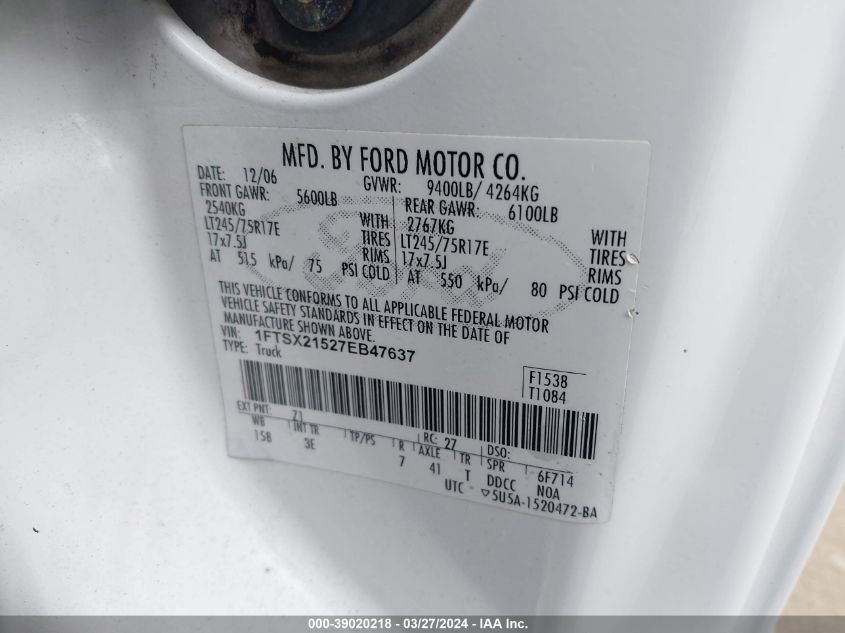 MFD. BY FORD MOTOR CO.
DATE: 12/06 GVWR: 9400LB/ 4264KG
FRONT GAWR: 5600LB REAR GAWR: 6100LB
2540KG WITH 2767KG WITH
LT245/75R17E TIRES LT245/75R17E TIRES
17x7.5J RIMS 17x7.5J RIMS
AT 515 kPa/ 75 PSI COLD AT 550 kPa/ 80 PSI COLD
THIS VEHICLE CONFORMS TO ALL APPLICABLE FEDERAL MOTOR
VEHICLE SAFETY STANDARDS IN EFFECT ON THE DATE OF
MANUFACTURE SHOWN ABOVE.
VIN: 1FTSX21527EB47637
TYPE: Truck
F1538
T1084
EXT PNT: Z1 RC: 27 DSO:
WB INT TR TP/PS R AXLE TR SPR 6F714
158 3E 7 41 T DDCC NOA
UTC 5U5A-1520472-BA
000-39020218 - 03/27/2024 - IAA Inc.